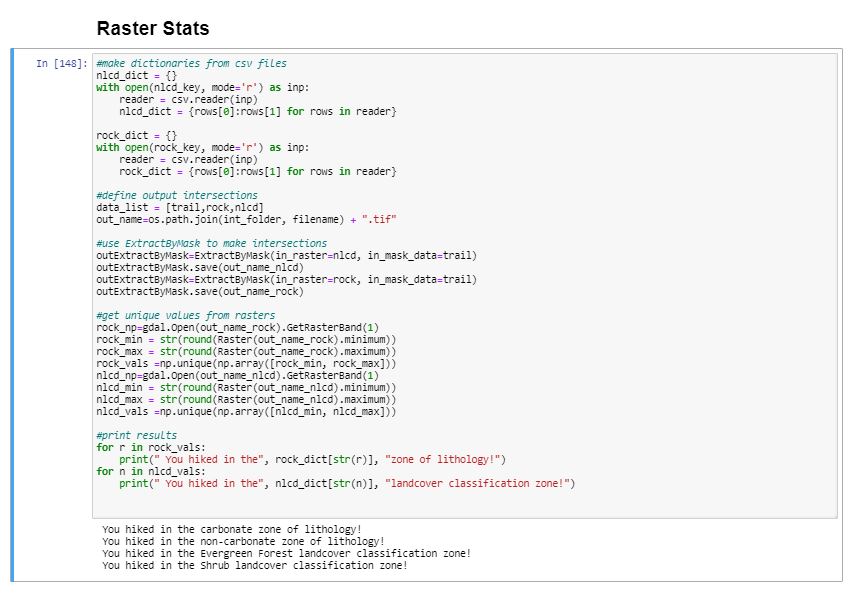 Raster Stats
In [148]:
#make dictionaries from csv files
nlcd_dict = {}
with open(nlcd_key, mode='r') as inp:
    reader = csv.reader(inp)
    nlcd_dict = {rows[0]:rows[1] for rows in reader}

rock_dict = {}
with open(rock_key, mode='r') as inp:
    reader = csv.reader(inp)
    rock_dict = {rows[0]:rows[1] for rows in reader}

#define output intersections
data_list = [trail,rock,nlcd]
out_name=os.path.join(int_folder, filename) + ".tif"

#use ExtractByMask to make intersections
outExtractByMask=ExtractByMask(in_raster=nlcd, in_mask_data=trail)
outExtractByMask.save(out_name_nlcd)
outExtractByMask=ExtractByMask(in_raster=rock, in_mask_data=trail)
outExtractByMask.save(out_name_rock)

#get unique values from rasters
rock_np=gdal.Open(out_name_rock).GetRasterBand(1)
rock_min = str(round(Raster(out_name_rock).minimum))
rock_max = str(round(Raster(out_name_rock).maximum))
rock_vals =np.unique(np.array([rock_min, rock_max]))
nlcd_np=gdal.Open(out_name_nlcd).GetRasterBand(1)
nlcd_min = str(round(Raster(out_name_nlcd).minimum))
nlcd_max = str(round(Raster(out_name_nlcd).maximum))
nlcd_vals =np.unique(np.array([nlcd_min, nlcd_max]))

#print results
for r in rock_vals:
    print(" You hiked in the", rock_dict[str(r)], "zone of lithology!")
for n in nlcd_vals:
    print(" You hiked in the", nlcd_dict[str(n)], "landcover classification zone!")

You hiked in the carbonate zone of lithology!
You hiked in the non-carbonate zone of lithology!
You hiked in the Evergreen Forest landcover classification zone!
You hiked in the Shrub landcover classification zone!